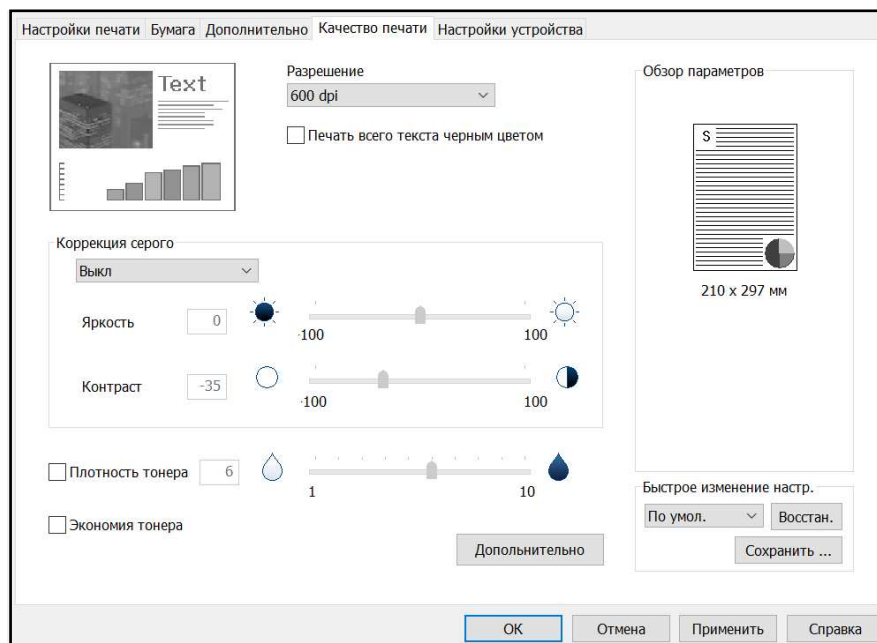 Настройки печати Бумага Дополнительно Качество печати Настройки устройства
Text
Разрешение
600 dpi
Печать всего текста черным цветом
Обзор параметров
S
210 x 297 мм
Коррекция серого
Выкл
Яркость 0
-100 100
Контраст -35
-100 100
Плотность тонера 6
1 10
Экономия тонера
Допольнительно
Быстрое изменение настр.
По умол. Восстан.
Сохранить ...
ОК Отмена Применить Справка